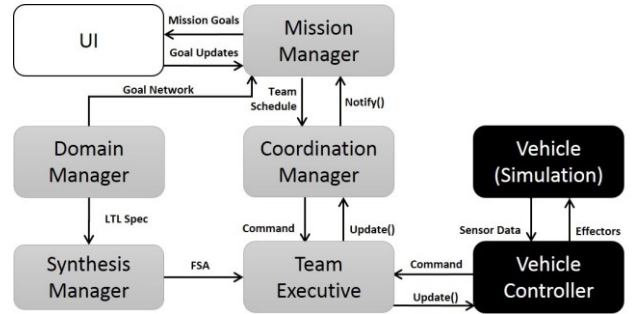 Mission Goals
UI
Mission
Manager
Goal Updates
Goal Network
Team
Schedule
Notify()
Domain
Manager
Coordination
Manager
Vehicle
(Simulation)
LTL Spec
Command
Update()
Sensor Data
Effectors
Synthesis
Manager
FSA
Team
Executive
Command
Update()
Vehicle
Controller